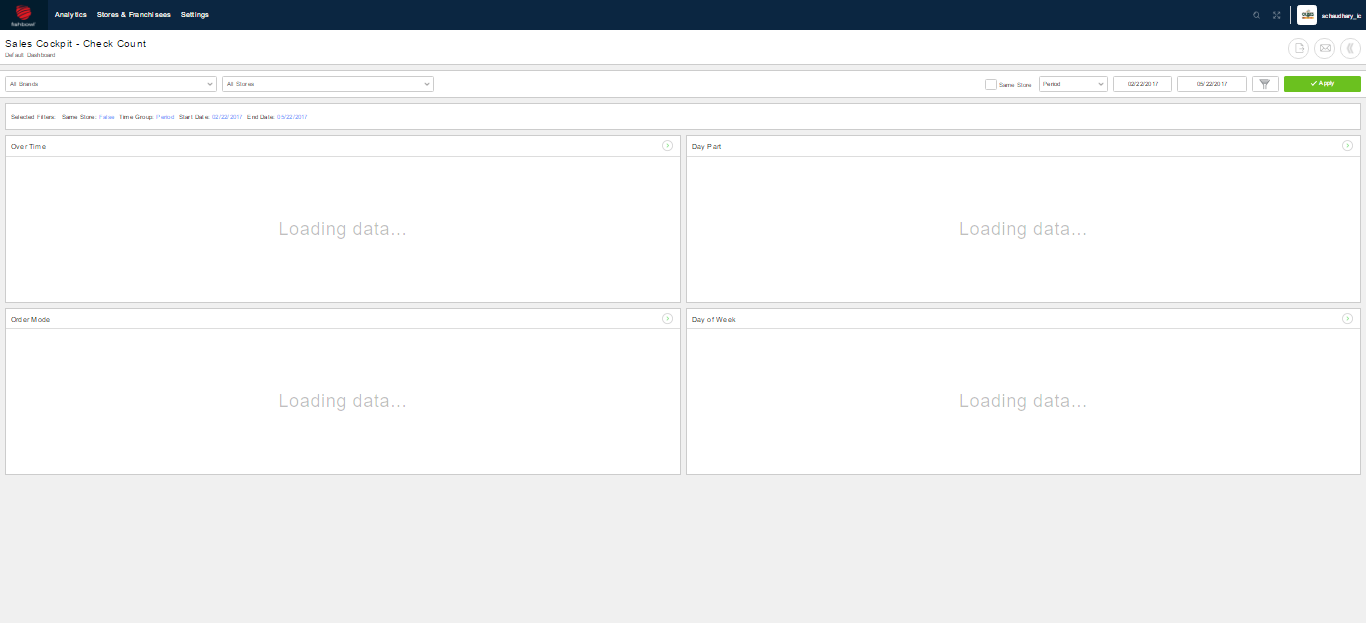 fishbowl
Analytics Stores & Franchisees Settings schaudhary_ic
Sales Cockpit - Check Count
Default Dashboard
All Brands All Stores Same Store Period 02/22/2017 05/22/2017 Apply
Selected Filters: Same Store: False Time Group: Period Start Date: 02/22/2017 End Date: 05/22/2017
Over Time Day Part
Loading data... Loading data...
Order Mode Day of Week
Loading data... Loading data...